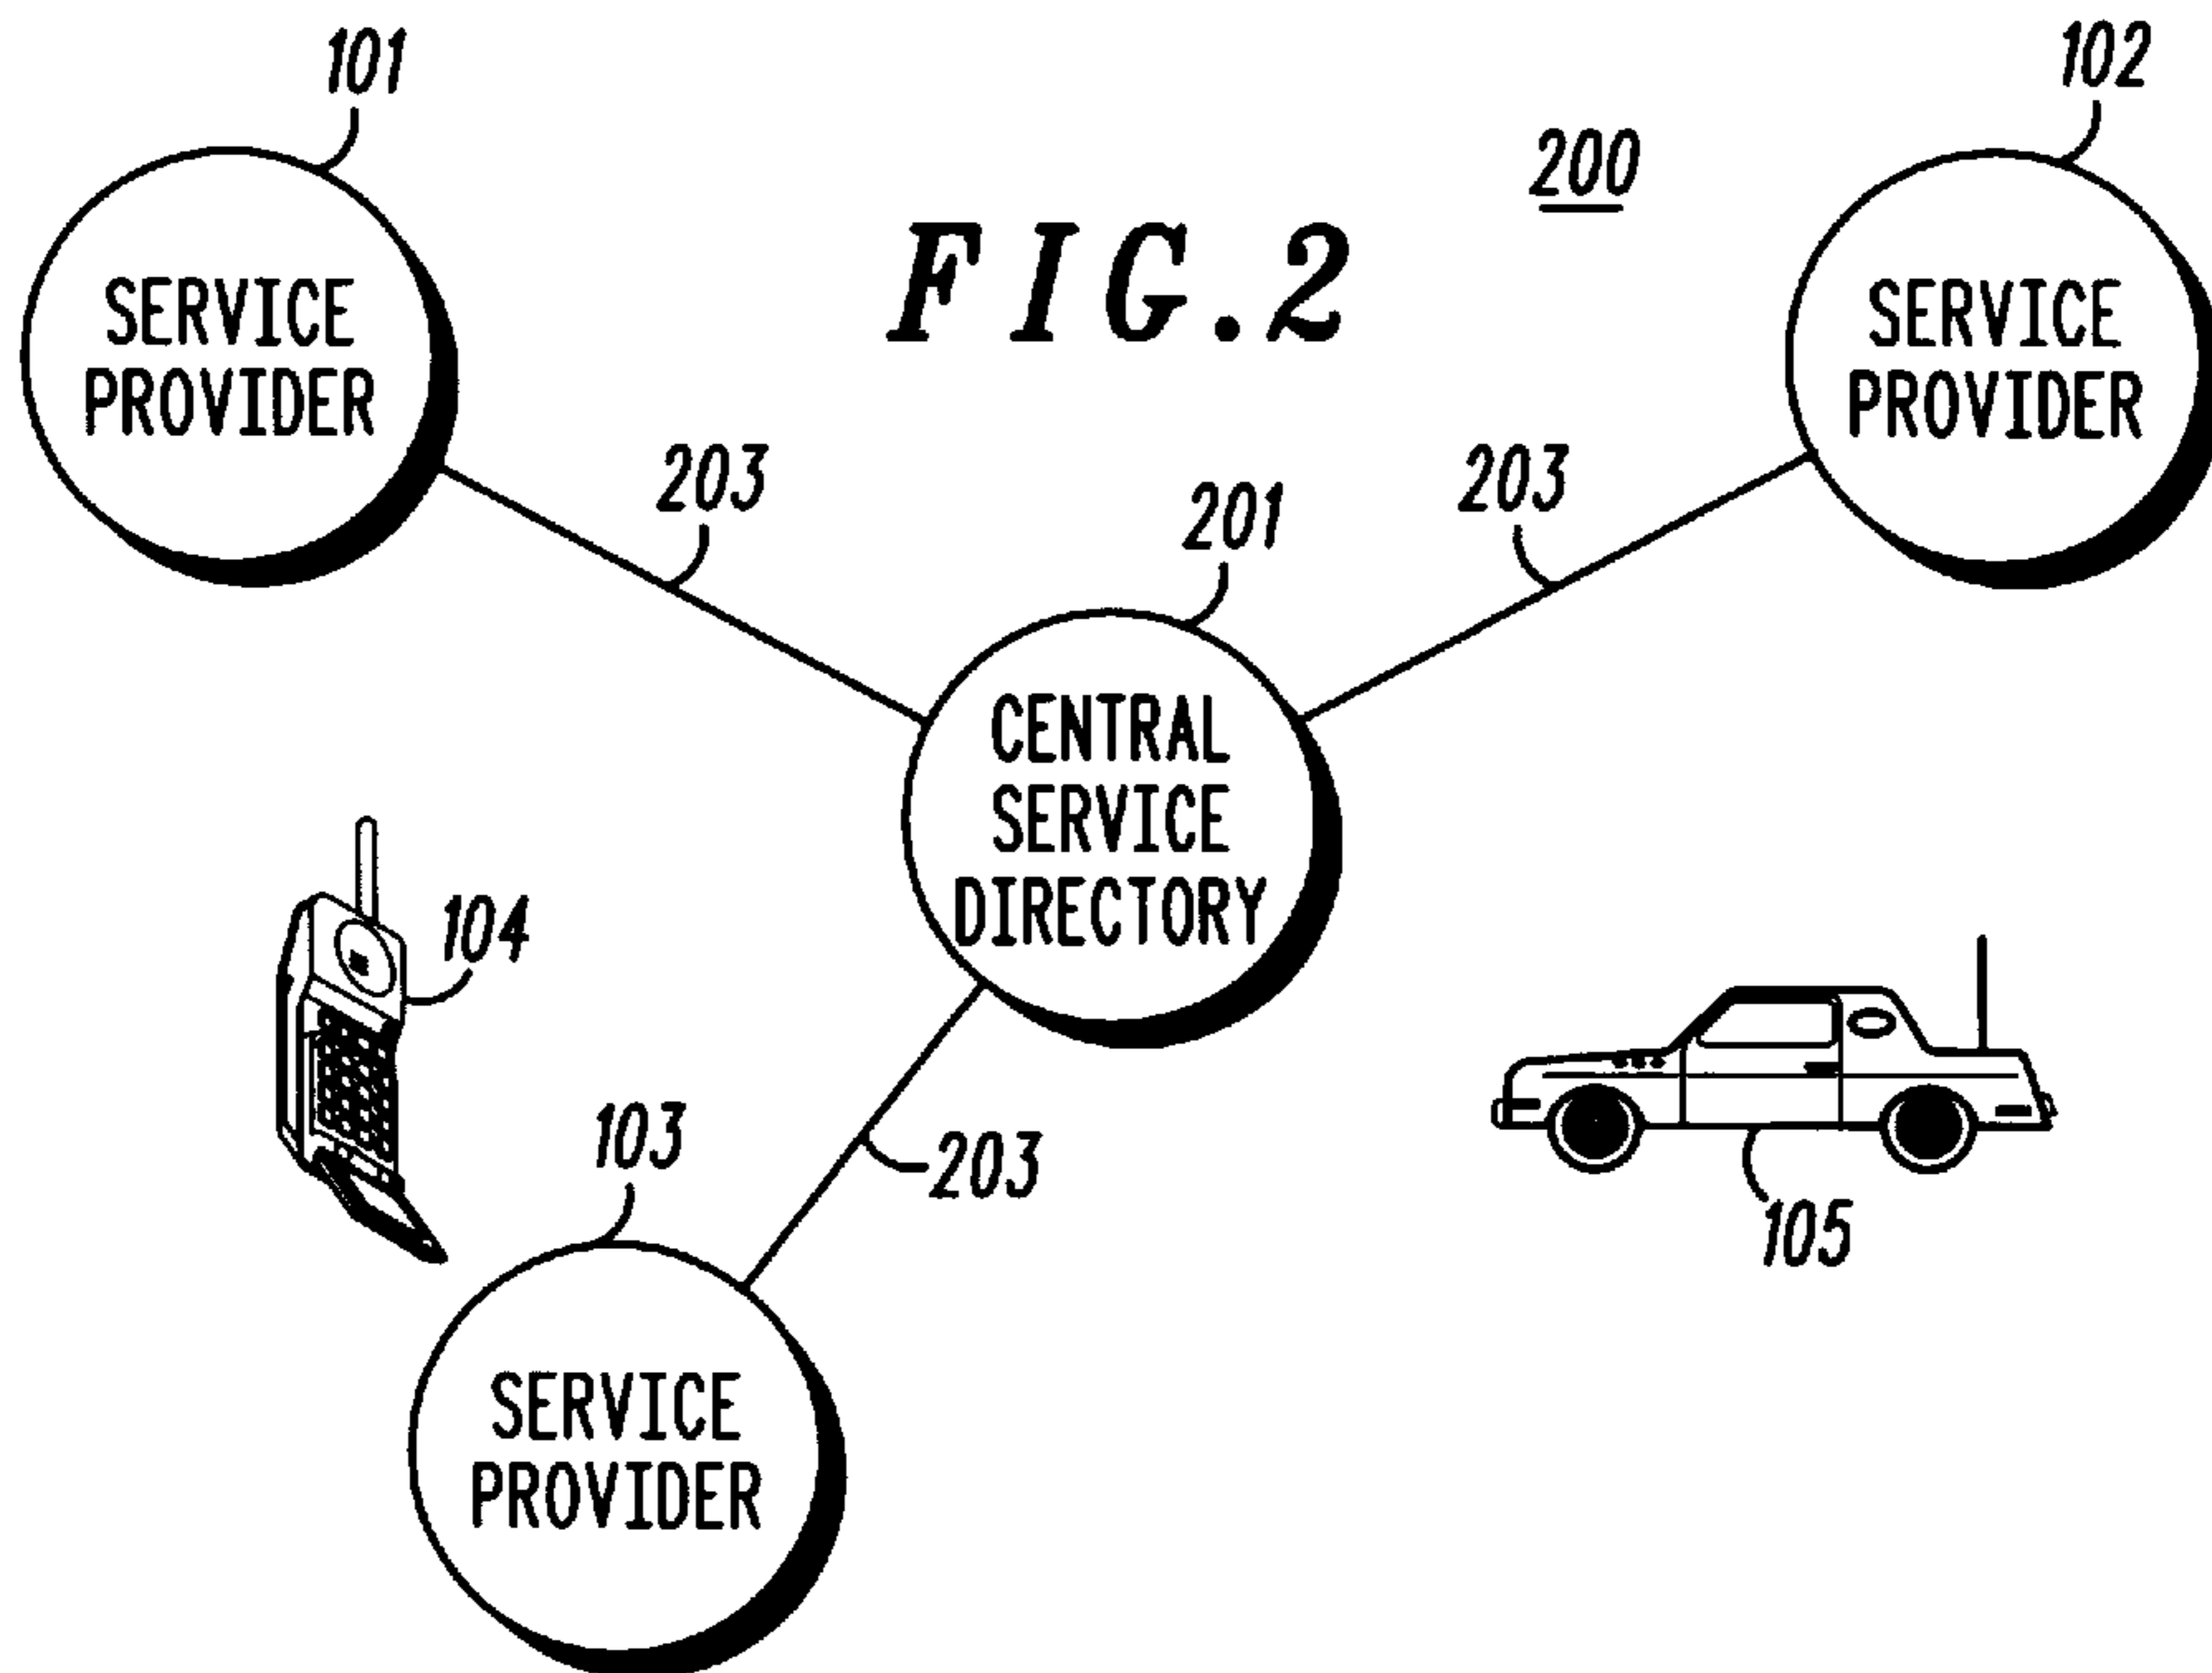 101
102
200
FIG.2
SERVICE
PROVIDER
SERVICE
PROVIDER
203
203
201
CENTRAL
SERVICE
DIRECTORY
104
103
203
105
SERVICE
PROVIDER